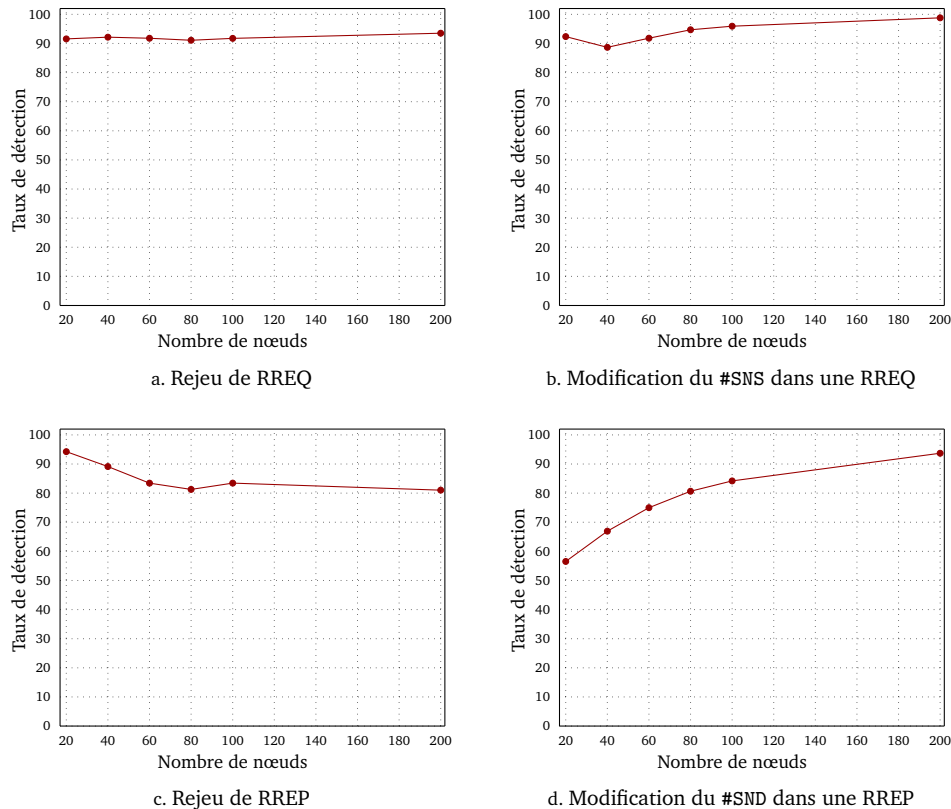 100
90
80
70
60
50
40
30
20
10
0
Taux de détection
20 40 60 80 100 120 140 160 180 200
Nombre de nœuds
a. Rejeu de RREQ
100
90
80
70
60
50
40
30
20
10
0
Taux de détection
20 40 60 80 100 120 140 160 180 200
Nombre de nœuds
b. Modification du #SNS dans une RREQ
100
90
80
70
60
50
40
30
20
10
0
Taux de détection
20 40 60 80 100 120 140 160 180 200
Nombre de nœuds
c. Rejeu de RREP
100
90
80
70
60
50
40
30
20
10
0
Taux de détection
20 40 60 80 100 120 140 160 180 200
Nombre de nœuds
d. Modification du #SND dans une RREP